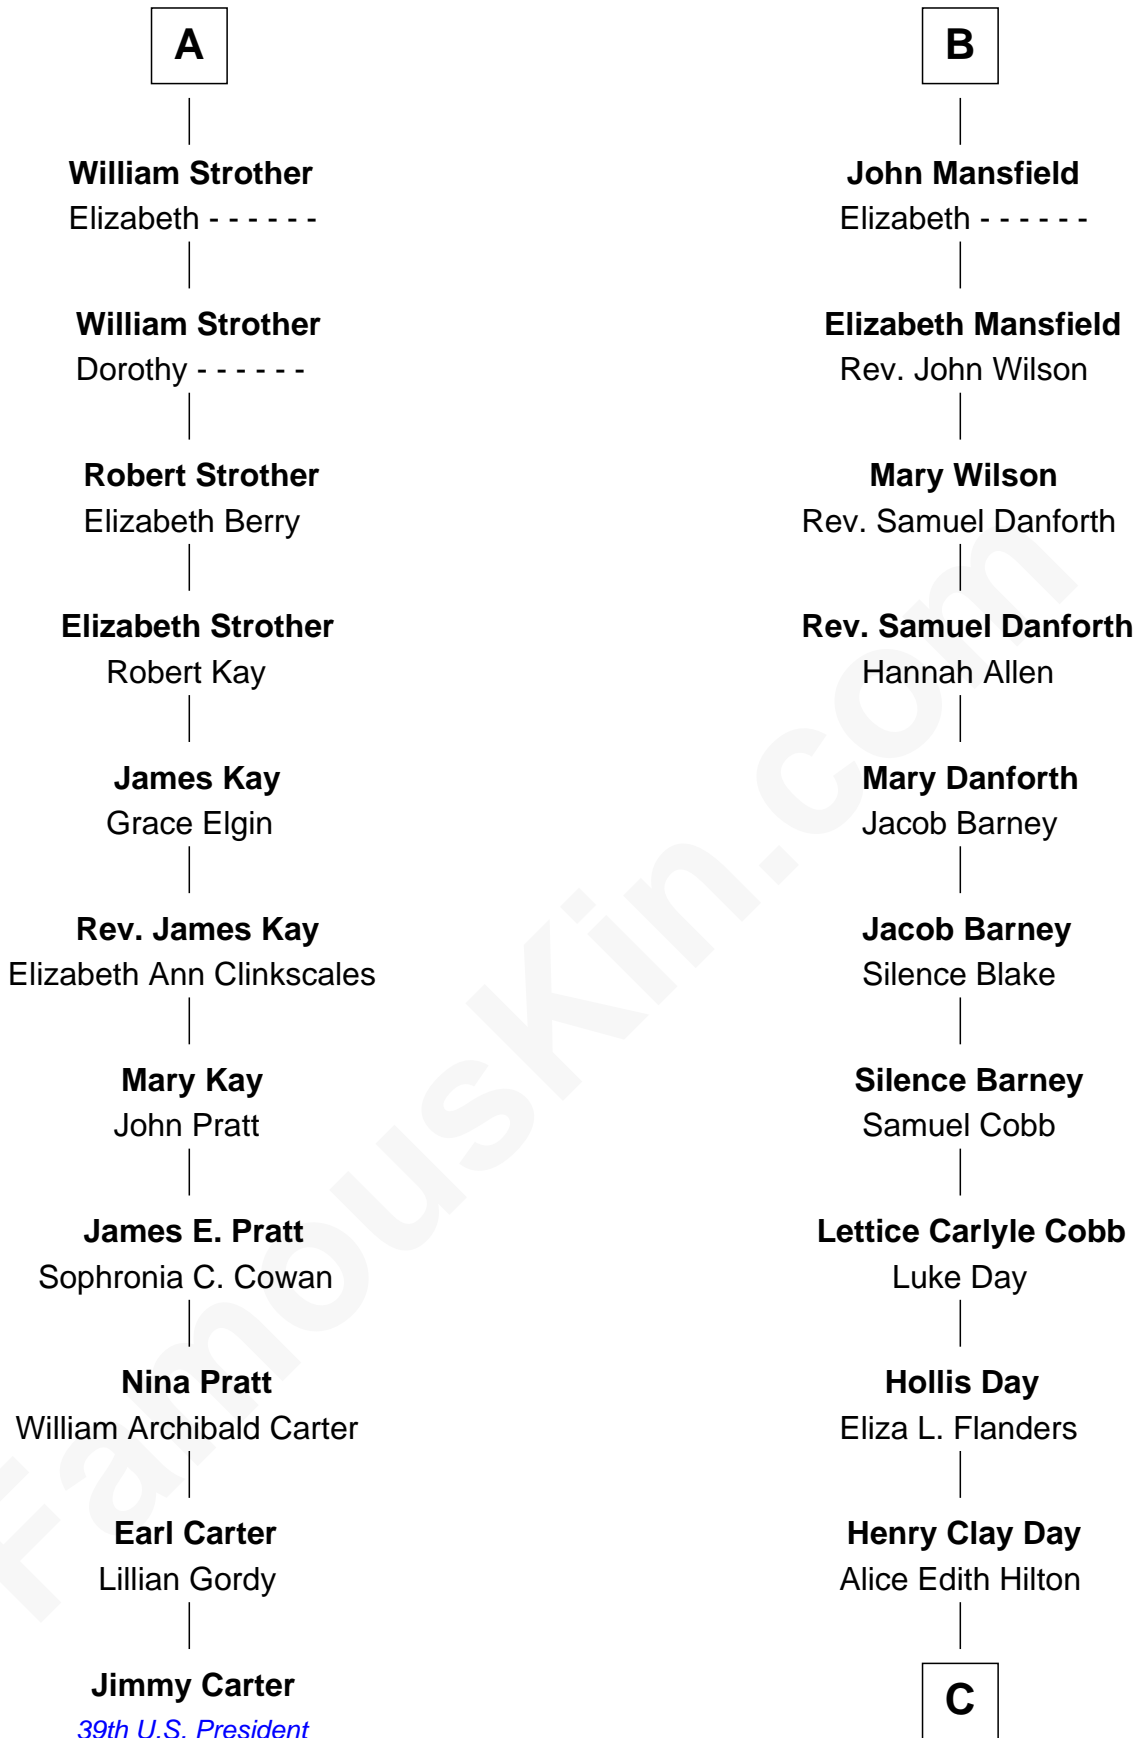 A
William Strother
Elizabeth - - - - - -
William Strother
Dorothy - - - - - -
Robert Strother
Elizabeth Berry
Elizabeth Strother
Robert Kay
James Kay
Grace Elgin
Rev. James Kay
Elizabeth Ann Clinkscales
Mary Kay
John Pratt
James E. Pratt
Sophronia C. Cowan
Nina Pratt
William Archibald Carter
Earl Carter
Lillian Gordy
Jimmy Carter
39th U.S. President
B
John Mansfield
Elizabeth - - - - - -
Elizabeth Mansfield
Rev. John Wilson
Mary Wilson
Rev. Samuel Danforth
Rev. Samuel Danforth
Hannah Allen
Mary Danforth
Jacob Barney
Jacob Barney
Silence Blake
Silence Barney
Samuel Cobb
Lettice Carlyle Cobb
Luke Day
Hollis Day
Eliza L. Flanders
Henry Clay Day
Alice Edith Hilton
C
FamousKin.com